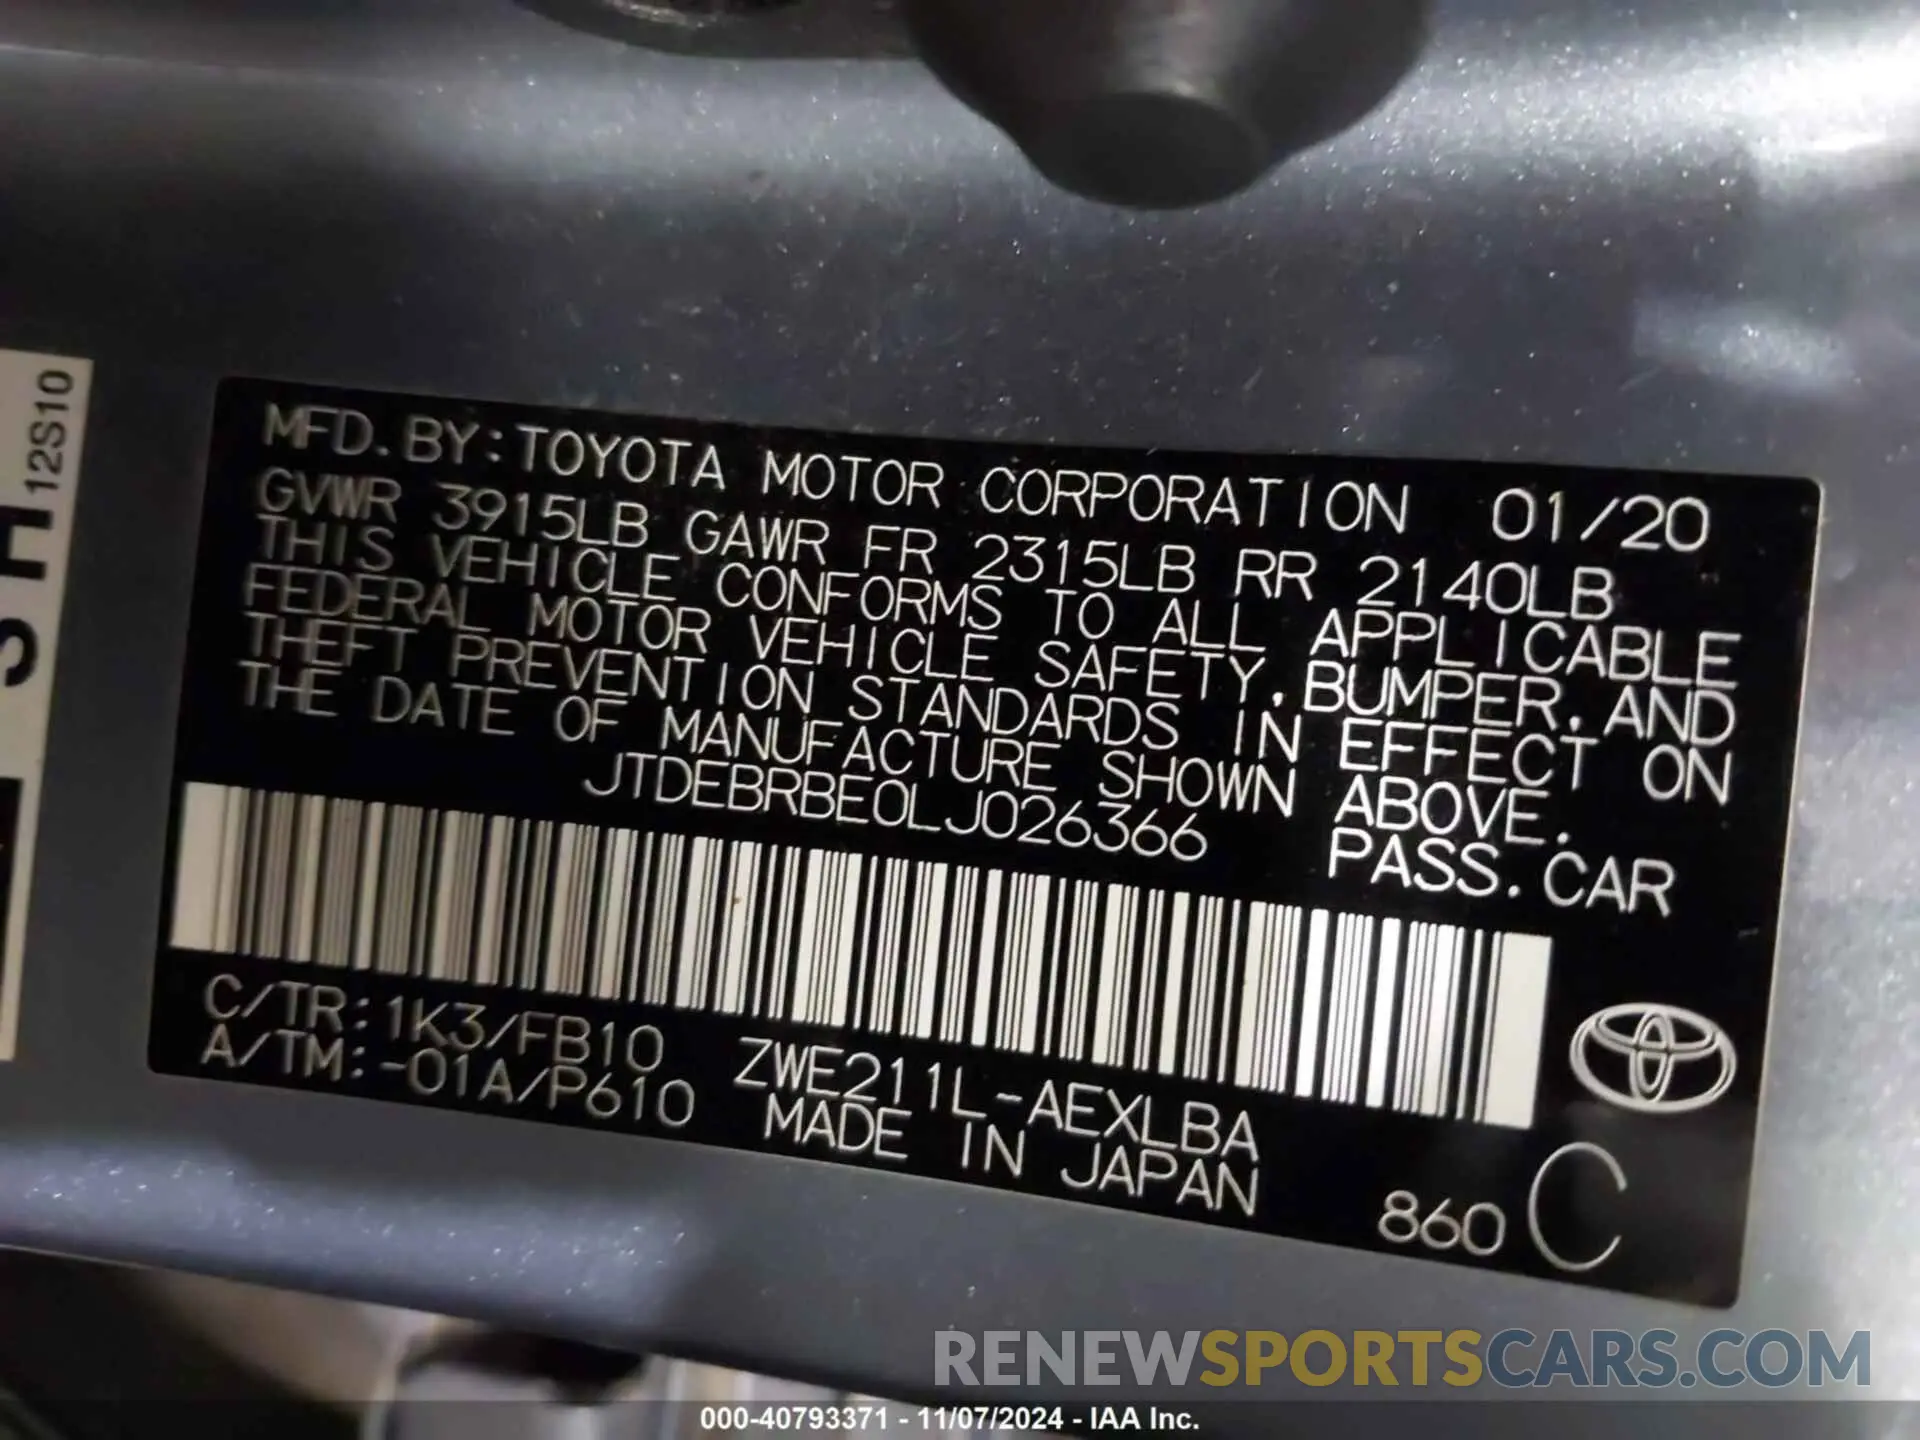 12S10
S H
MFD. BY: TOYOTA MOTOR CORPORATION 01/20
GVWR 3915LB GAWR FR 2315LB RR 2140LB
THIS VEHICLE CONFORMS TO ALL APPLICABLE
FEDERAL MOTOR VEHICLE SAFETY, BUMPER, AND
THEFT PREVENTION STANDARDS IN EFFECT ON
THE DATE OF MANUFACTURE SHOWN ABOVE.
JTDEBRBE0LJ026366 PASS. CAR
C/TR: 1K3/FB10 ZWE211L-AEXLBA
A/TM: -01A/P610 MADE IN JAPAN
860 C
RENEWSPORTSCARS.COM
000-40793371 - 11/07/2024 - IAA Inc.